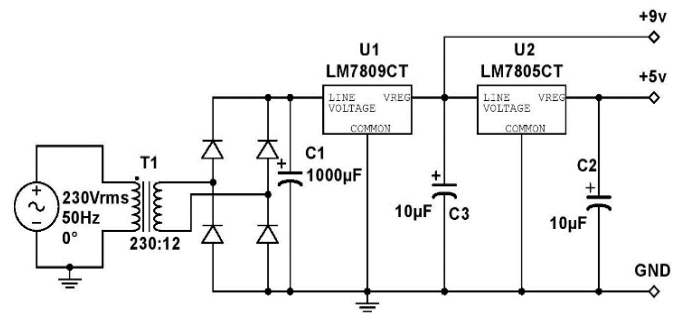 +9v
U1
LM7809CT
U2
LM7805CT
+5v
LINE VREG
VOLTAGE
COMMON
LINE VREG
VOLTAGE
COMMON
T1
C1
1000µF
C2
230Vrms
50Hz
0°
230:12
10µF C3
10µF
GND